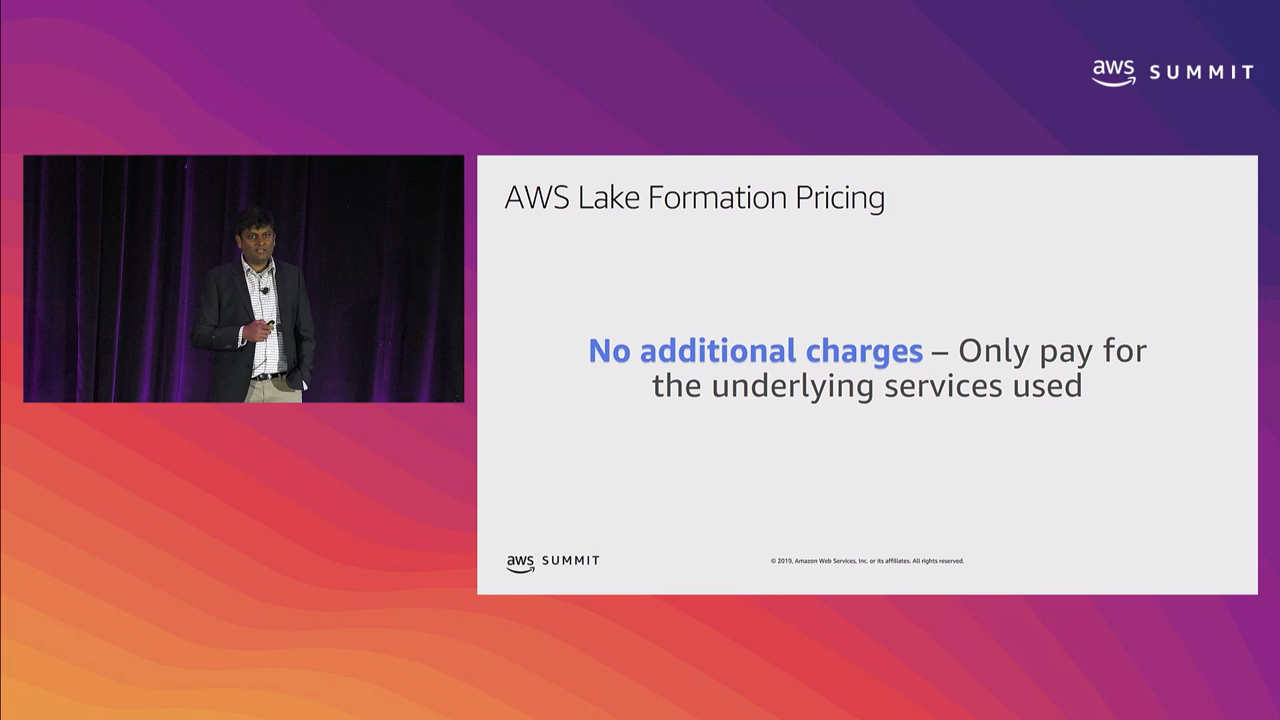 aws SUMMIT
AWS Lake Formation Pricing
No additional charges – Only pay for
the underlying services used
aws SUMMIT
© 2019, Amazon Web Services, Inc. or its affiliates. All rights reserved.